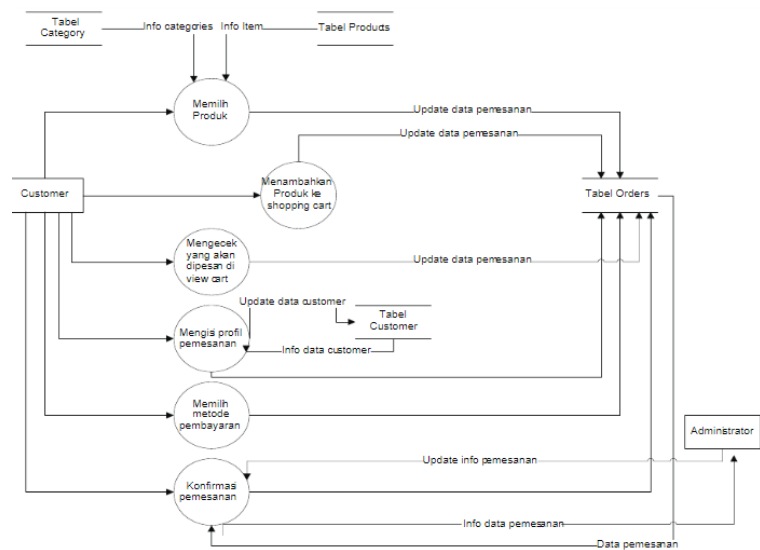 Tabel
Category
Info categories
Info Item
Tabel Products
Memilih
Produk
Update data pemesanan
Update data pemesanan
Customer
Menambahkan
Produk ke
shopping cart
Tabel Orders
Mengecek
yang akan
dipesan di
view cart
Update data pemesanan
Update data customer
Tabel
Customer
Mengisi profil
pemesanan
Info data customer
Memilih
metode
pembayaran
Administrator
Update info pemesanan
Konfirmasi
pemesanan
Info data pemesanan
Data pemesanan